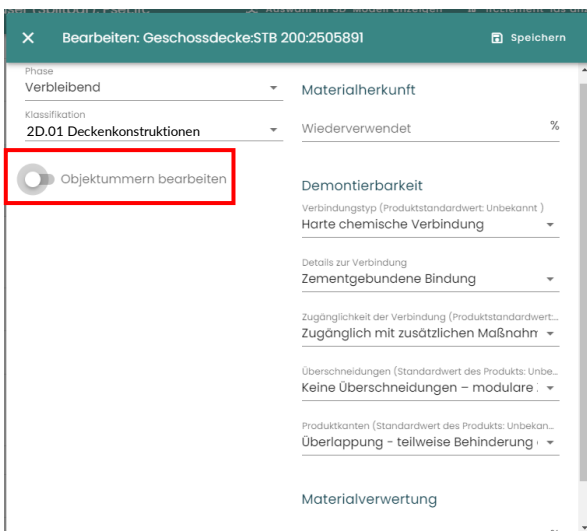 Bearbeiten: Geschossdecke:STB 200:2505891
Speichern
Phase
Verbleibend
Klassifikation
2D.01 Deckenkonstruktionen
Objektummern bearbeiten
Materialherkunft
Wiederverwendet %
Demontierbarkeit
Verbindungstyp (Produktstandardwert: Unbekannt )
Harte chemische Verbindung
Details zur Verbindung
Zementgebundene Bindung
Zugänglichkeit der Verbindung (Produktstandardwert:...
Zugänglich mit zusätzlichen Maßnahm
Überschneidungen (Standardwert des Produkts: Unbe...
Keine Überschneidungen – modulare
Produktkanten (Standardwert des Produkts: Unbekan...
Überlappung - teilweise Behinderung
Materialverwertung